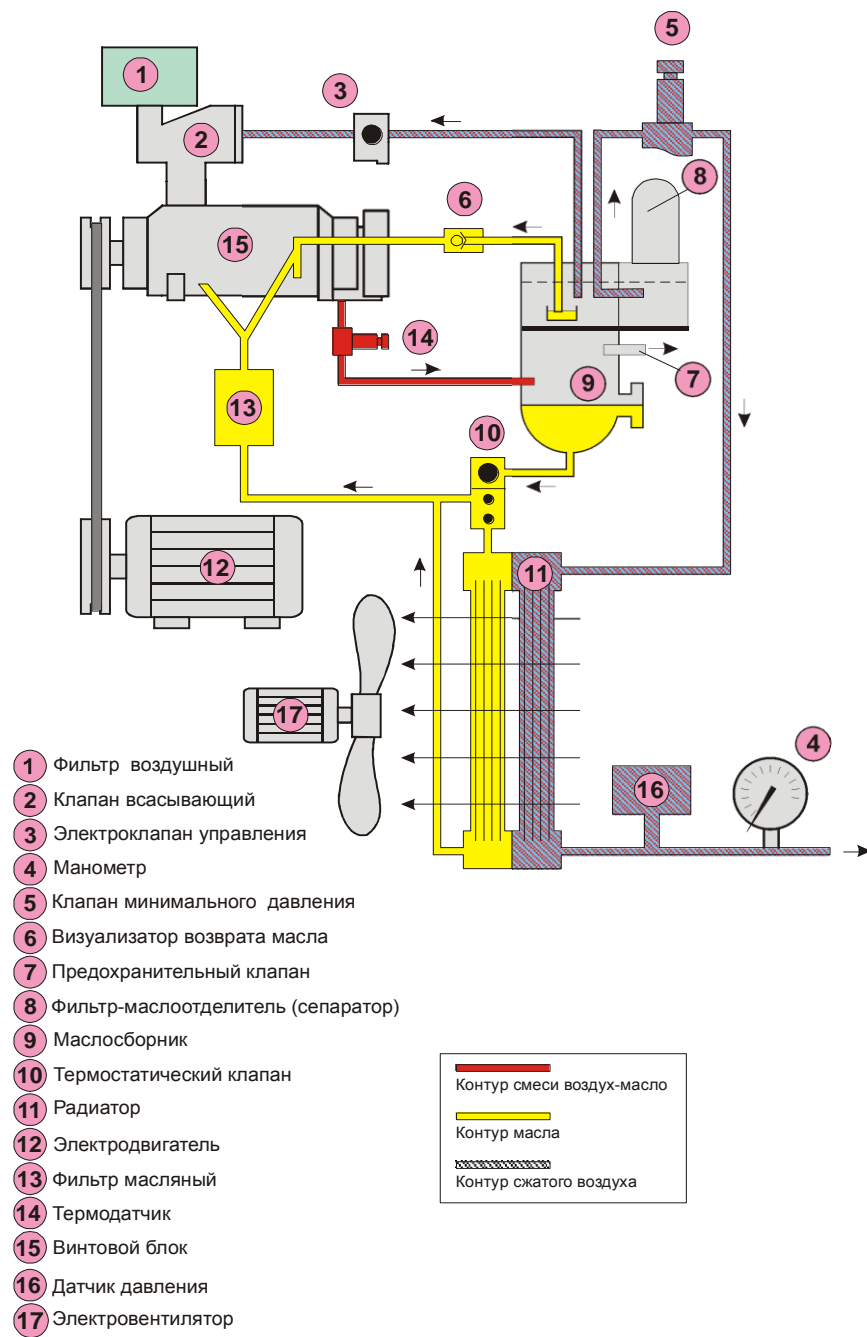 5
1
3
2
8
6
15
14
7
9
13
10
12
11
17
4
16
1 Фильтр воздушный
2 Клапан всасывающий
3 Электроклапан управления
4 Манометр
5 Клапан минимального давления
6 Визуализатор возврата масла
7 Предохранительный клапан
8 Фильтр-маслоотделитель (сепаратор)
9 Маслосборник
10 Термостатический клапан
11 Радиатор
12 Электродвигатель
13 Фильтр масляный
14 Термодатчик
15 Винтовой блок
16 Датчик давления
17 Электровентилятор
Контур смеси воздух-масло
Контур масла
Контур сжатого воздуха